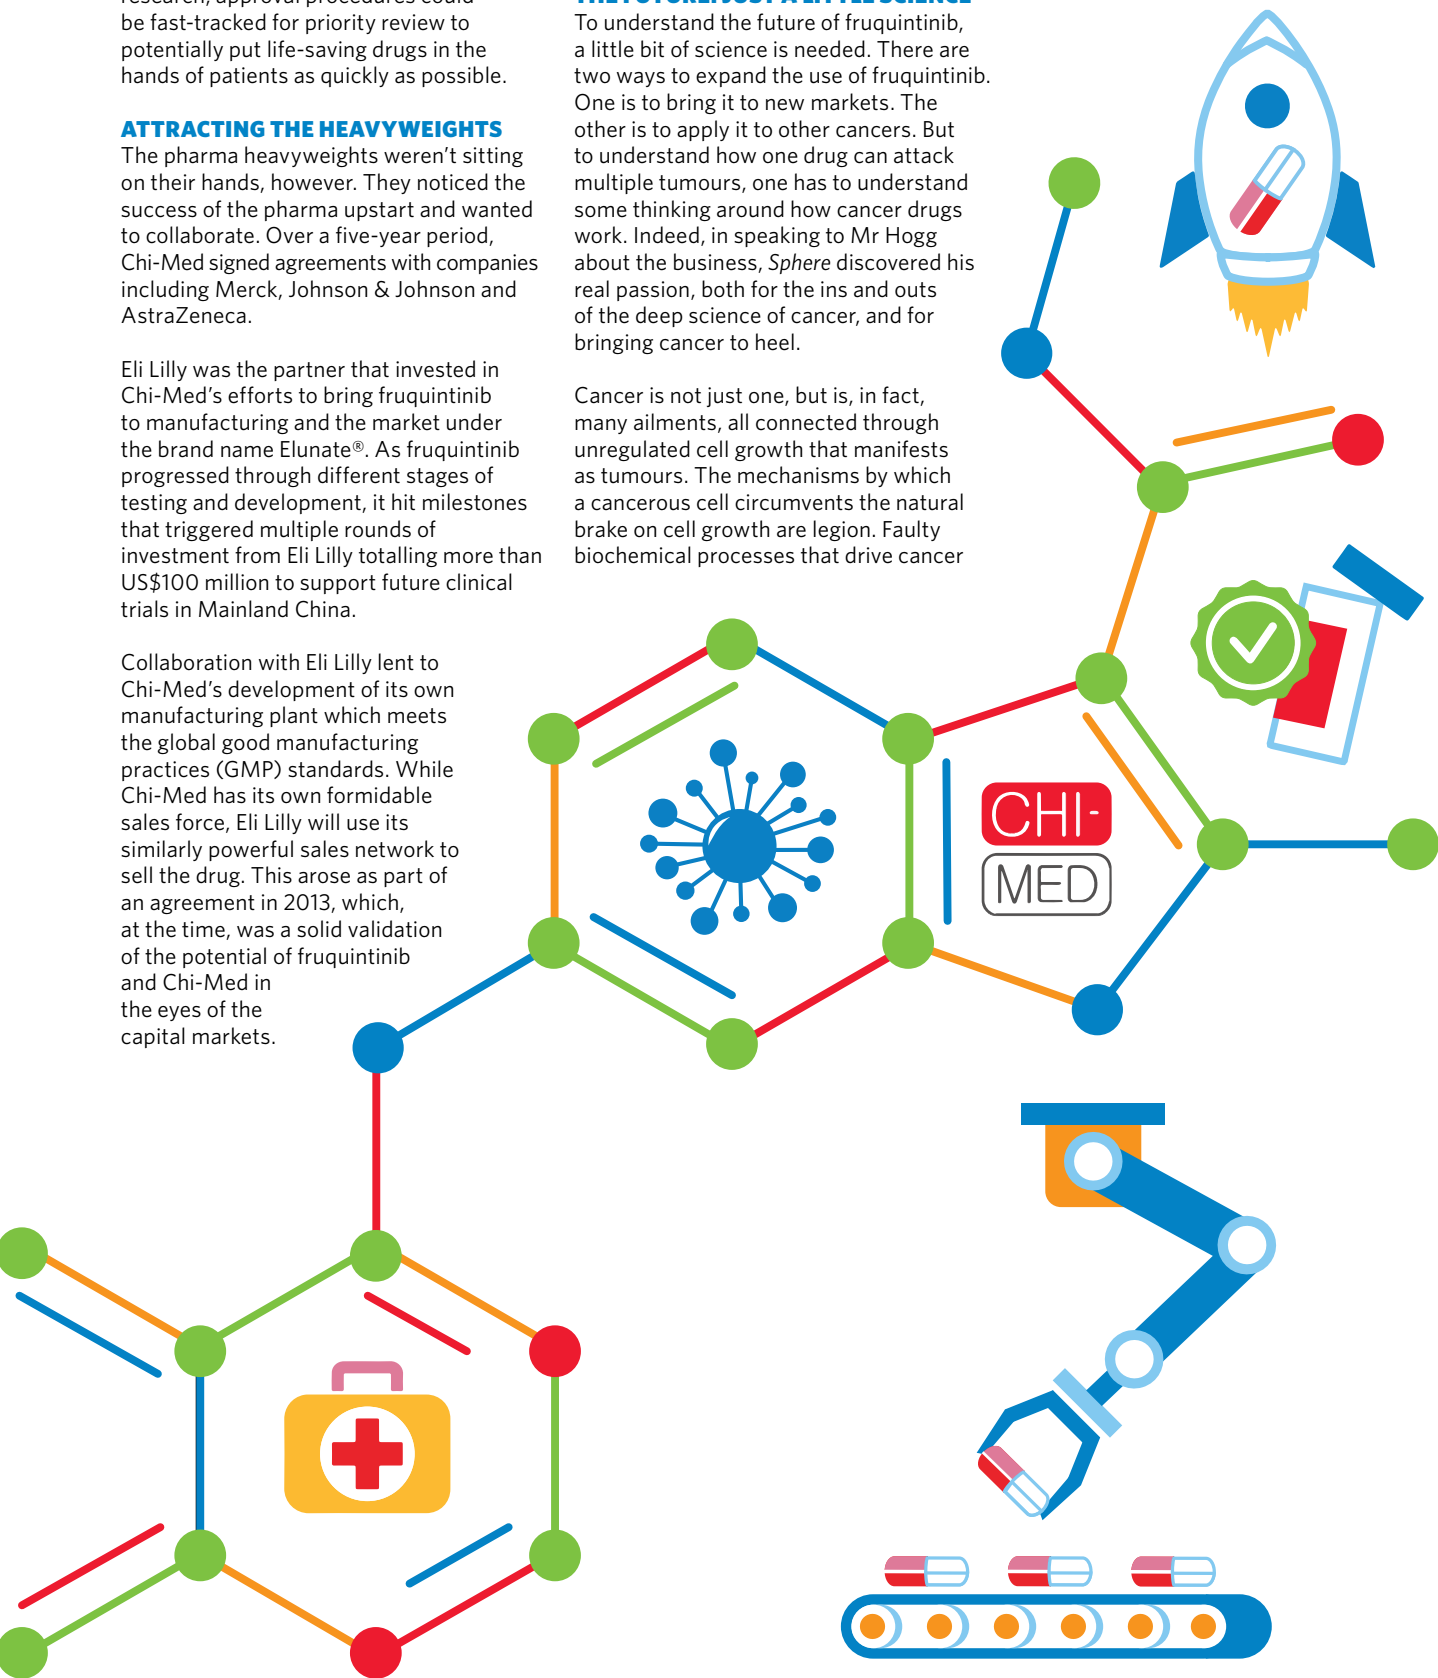 research, approval procedures could
be fast-tracked for priority review to
potentially put life-saving drugs in the
hands of patients as quickly as possible.
ATTRACTING THE HEAVYWEIGHTS
The pharma heavyweights weren't sitting
on their hands, however. They noticed the
success of the pharma upstart and wanted
to collaborate. Over a five-year period,
Chi-Med signed agreements with companies
including Merck, Johnson & Johnson and
AstraZeneca.
Eli Lilly was the partner that invested in
Chi-Med's efforts to bring fruquintinib
to manufacturing and the market under
the brand name Elunate®. As fruquintinib
progressed through different stages of
testing and development, it hit milestones
that triggered multiple rounds of
investment from Eli Lilly totalling more than
US$100 million to support future clinical
trials in Mainland China.
Collaboration with Eli Lilly lent to
Chi-Med's development of its own
manufacturing plant which meets
the global good manufacturing
practices (GMP) standards. While
Chi-Med has its own formidable
sales force, Eli Lilly will use its
similarly powerful sales network to
sell the drug. This arose as part of
an agreement in 2013, which,
at the time, was a solid validation
of the potential of fruquintinib
and Chi-Med in
the eyes of the
capital markets.
THE FUTURE: JUST A LITTLE SCIENCE
To understand the future of fruquintinib,
a little bit of science is needed. There are
two ways to expand the use of fruquintinib.
One is to bring it to new markets. The
other is to apply it to other cancers. But
to understand how one drug can attack
multiple tumours, one has to understand
some thinking around how cancer drugs
work. Indeed, in speaking to Mr Hogg
about the business, Sphere discovered his
real passion, both for the ins and outs
of the deep science of cancer, and for
bringing cancer to heel.
Cancer is not just one, but is, in fact,
many ailments, all connected through
unregulated cell growth that manifests
as tumours. The mechanisms by which
a cancerous cell circumvents the natural
brake on cell growth are legion. Faulty
biochemical processes that drive cancer
CHI-
MED